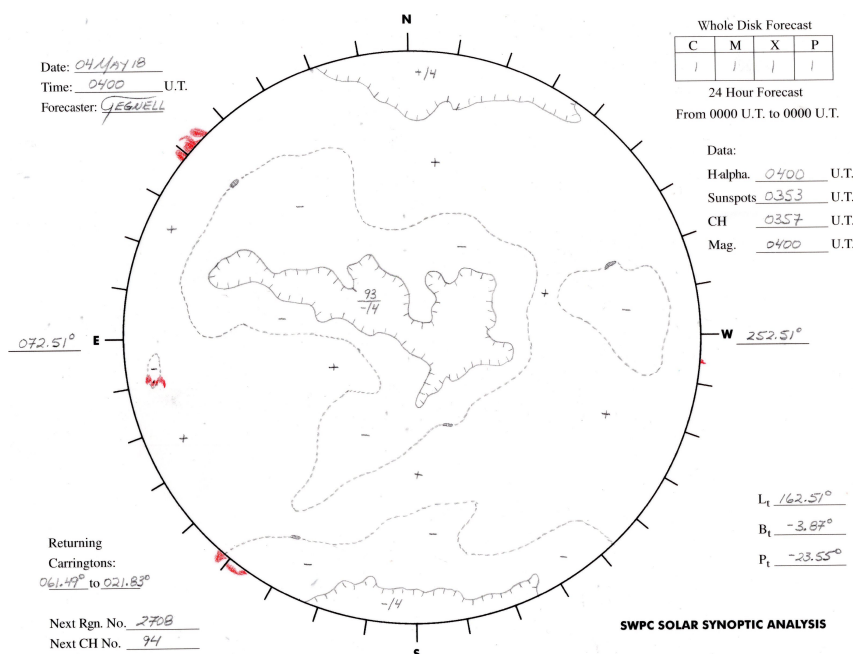 N
Date: 04 MAY 18
Time: 0400 U.T.
Forecaster: GEGNELL
Whole Disk Forecast
C M X P
1 1 1 1
24 Hour Forecast
From 0000 U.T. to 0000 U.T.
Data:
H-alpha. 0400 U.T.
Sunspots 0353 U.T.
CH 0357 U.T.
Mag. 0400 U.T.
+/4
+
-
+
-
93
-/4
+
-
-
072.51° E
W 252.51°
+
-
+
+
-
+
-
-
-
-/4
Returning
Carringtons:
061.49° to 021.83°
Next Rgn. No. 2708
Next CH No. 94
Lt 162.51°
Bt -3.87°
Pt -23.55°
SWPC SOLAR SYNOPTIC ANALYSIS
S